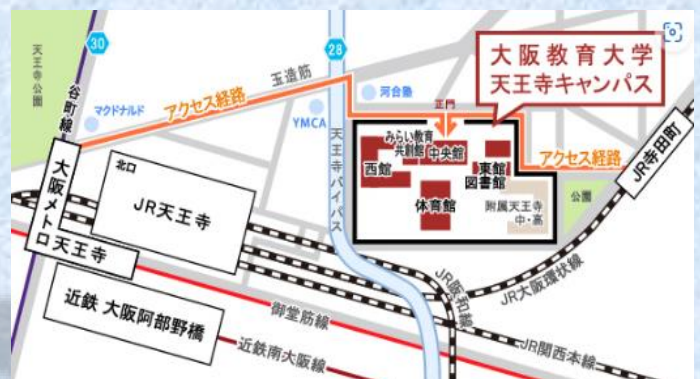 大阪教育大学
天王寺キャンパス
30
28
天王寺公園
谷町線
玉造筋
河合塾
正門
マクドナルド
アクセス経路
YMCA
天王寺バイパス
みらい教育
共創館
中央館
西館
東館
図書館
体育館
附属天王寺
中・高
公園
アクセス経路
JR寺田町
大阪メトロ
天王寺
北口
JR天王寺
近鉄 大阪阿部野橋
御堂筋線
近鉄南大阪線
JR阪和線
JR大阪環状線
JR関西本線